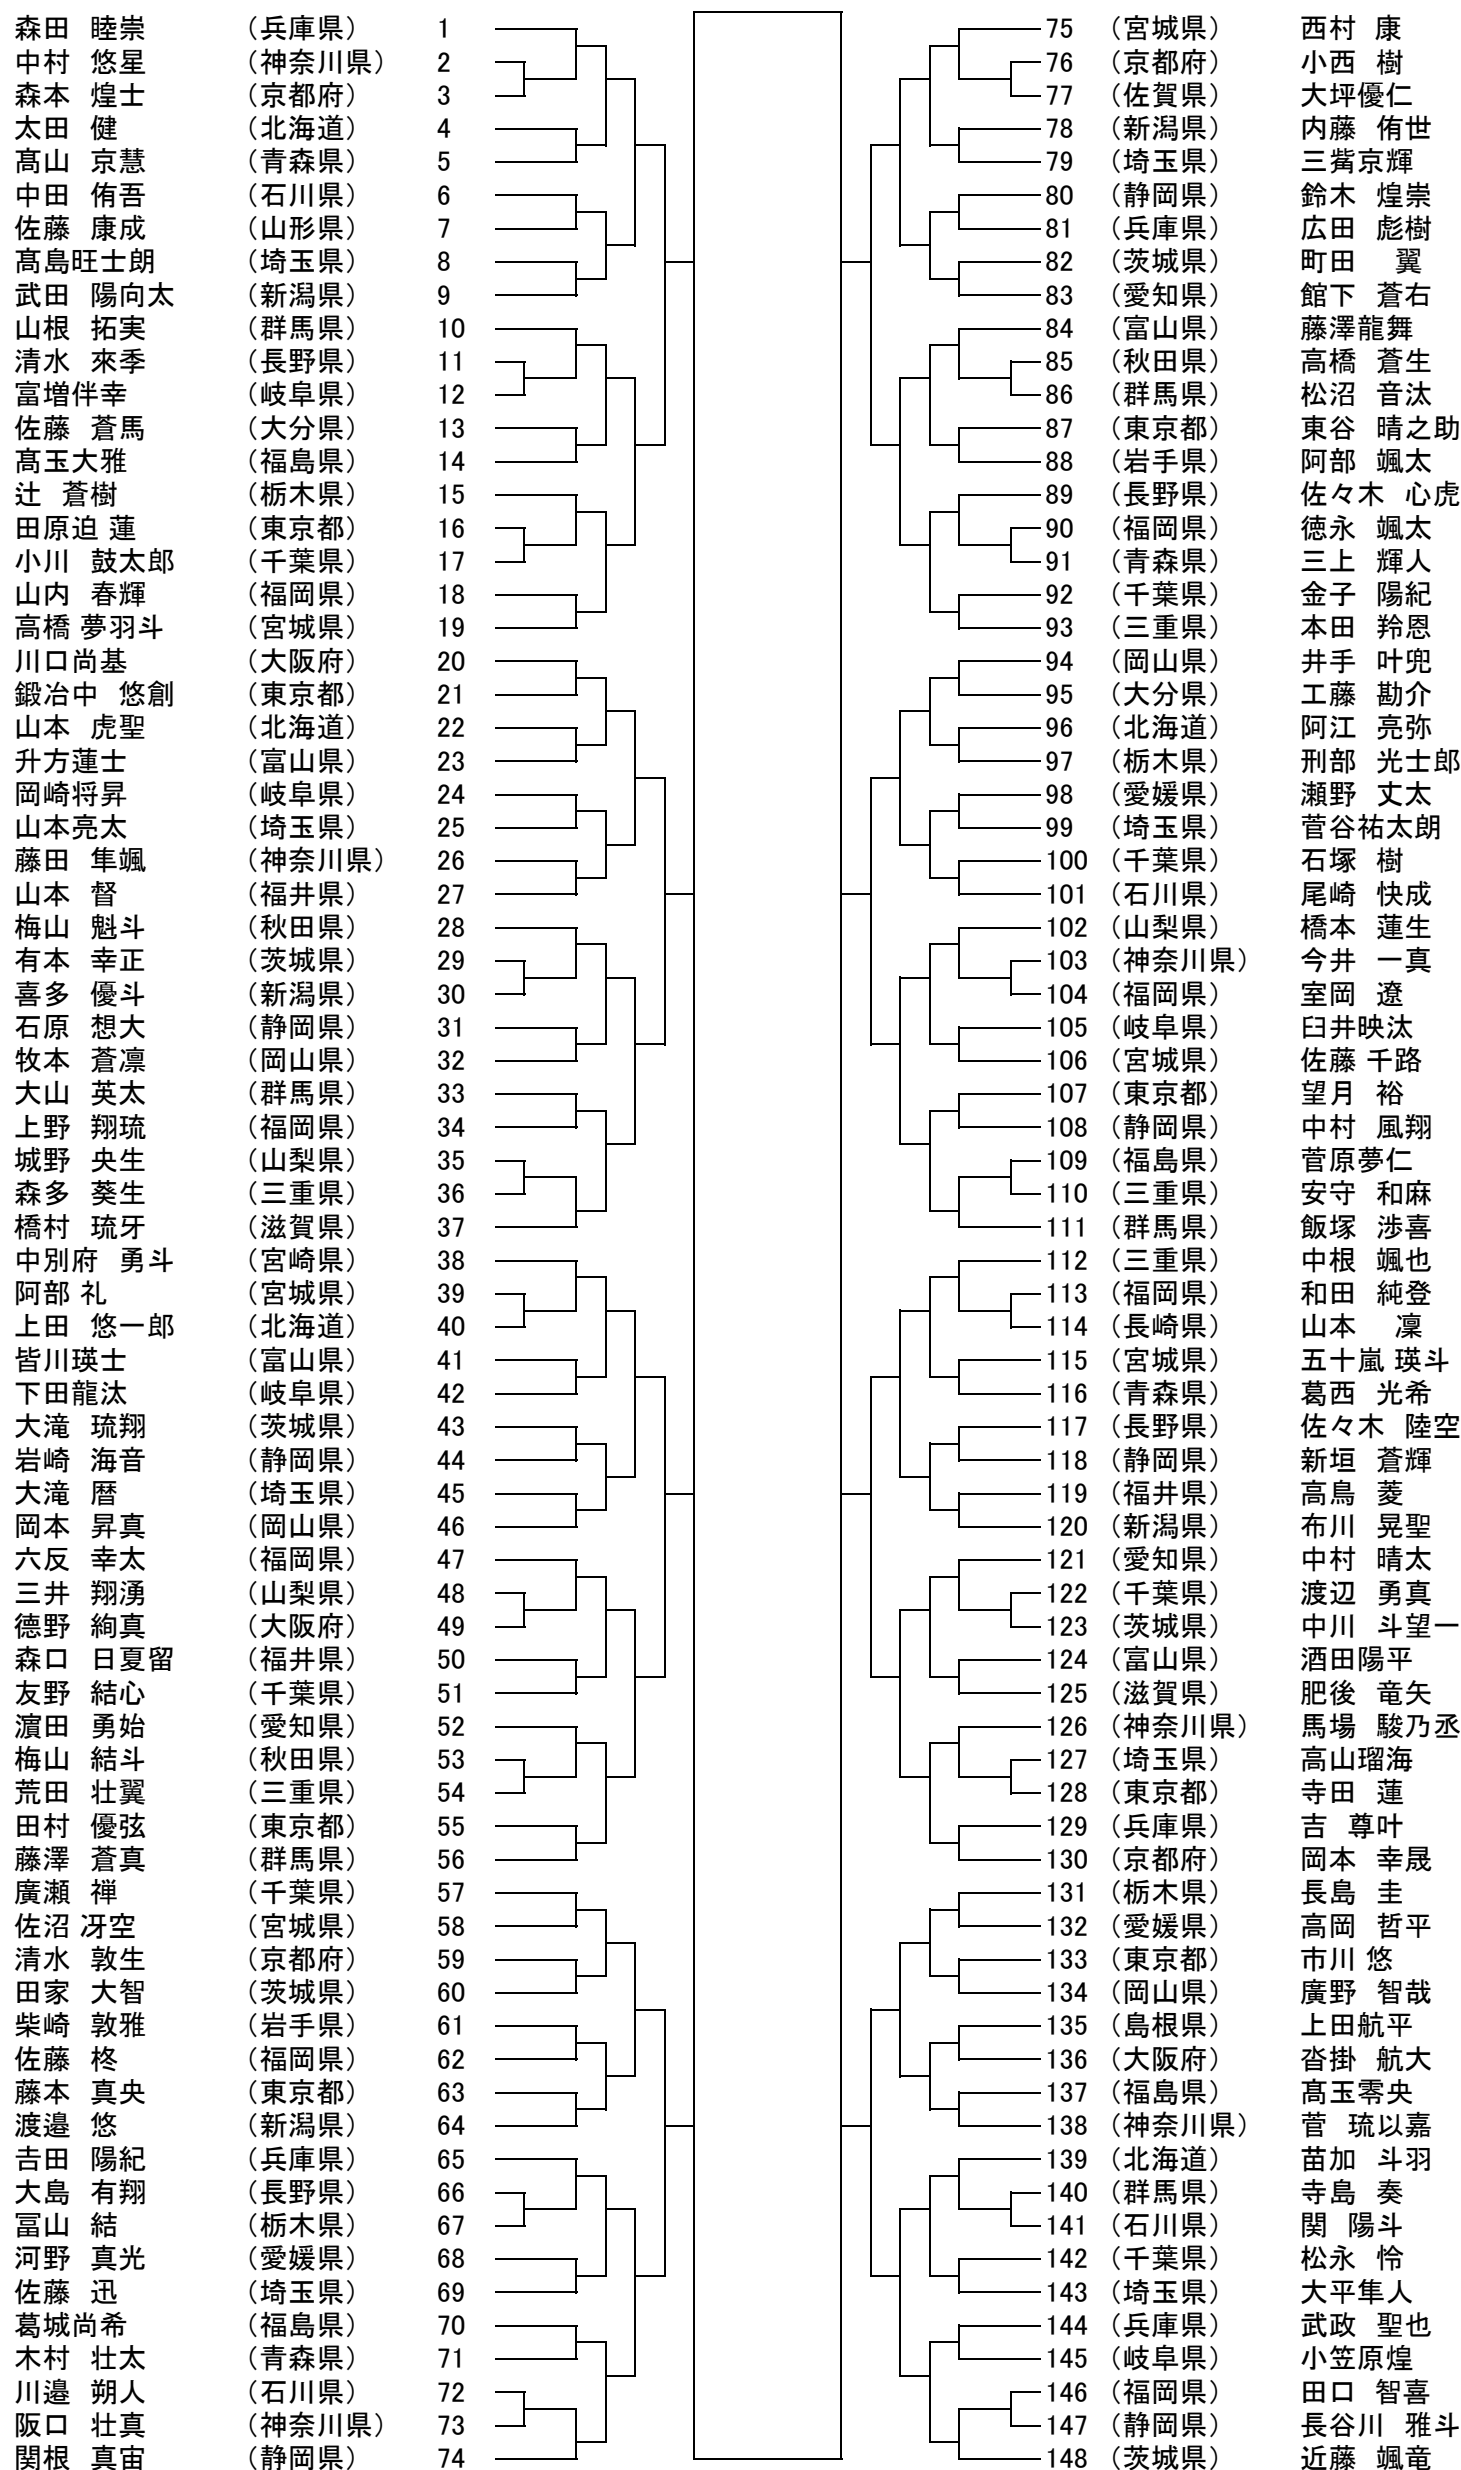 森田 睦崇 （兵庫県） 1
中村 悠星 （神奈川県） 2
森本 煌士 （京都府） 3
太田 健 （北海道） 4
髙山 京慧 （青森県） 5
中田 侑吾 （石川県） 6
佐藤 康成 （山形県） 7
髙島旺士朗 （埼玉県） 8
武田 陽向太 （新潟県） 9
山根 拓実 （群馬県） 10
清水 來季 （長野県） 11
富増伴幸 （岐阜県） 12
佐藤 蒼馬 （大分県） 13
髙玉大雅 （福島県） 14
辻 蒼樹 （栃木県） 15
田原迫 蓮 （東京都） 16
小川 鼓太郎 （千葉県） 17
山内 春輝 （福岡県） 18
高橋 夢羽斗 （宮城県） 19
川口尚基 （大阪府） 20
鍛冶中 悠創 （東京都） 21
山本 虎聖 （北海道） 22
升方蓮士 （富山県） 23
岡崎将昇 （岐阜県） 24
山本亮太 （埼玉県） 25
藤田 隼颯 （神奈川県） 26
山本 督 （福井県） 27
梅山 魁斗 （秋田県） 28
有本 幸正 （茨城県） 29
喜多 優斗 （新潟県） 30
石原 想大 （静岡県） 31
牧本 蒼凛 （岡山県） 32
大山 英太 （群馬県） 33
上野 翔琉 （福岡県） 34
城野 央生 （山梨県） 35
森多 葵生 （三重県） 36
橋村 琉牙 （滋賀県） 37
中別府 勇斗 （宮崎県） 38
阿部 礼 （宮城県） 39
上田 悠一郎 （北海道） 40
皆川瑛士 （富山県） 41
下田龍汰 （岐阜県） 42
大滝 琉翔 （茨城県） 43
岩崎 海音 （静岡県） 44
大滝 暦 （埼玉県） 45
岡本 昇真 （岡山県） 46
六反 幸太 （福岡県） 47
三井 翔湧 （山梨県） 48
德野 絢真 （大阪府） 49
森口 日夏留 （福井県） 50
友野 結心 （千葉県） 51
濵田 勇始 （愛知県） 52
梅山 結斗 （秋田県） 53
荒田 壮翼 （三重県） 54
田村 優弦 （東京都） 55
藤澤 蒼真 （群馬県） 56
廣瀬 禅 （千葉県） 57
佐沼 冴空 （宮城県） 58
清水 敦生 （京都府） 59
田家 大智 （茨城県） 60
柴崎 敦雅 （岩手県） 61
佐藤 柊 （福岡県） 62
藤本 真央 （東京都） 63
渡邉 悠 （新潟県） 64
𠮷田 陽紀 （兵庫県） 65
大島 有翔 （長野県） 66
冨山 結 （栃木県） 67
河野 真光 （愛媛県） 68
佐藤 迅 （埼玉県） 69
葛城尚希 （福島県） 70
木村 壮太 （青森県） 71
川邉 朔人 （石川県） 72
阪口 壮真 （神奈川県） 73
関根 真宙 （静岡県） 74
75 （宮城県） 西村 康
76 （京都府） 小西 樹
77 （佐賀県） 大坪優仁
78 （新潟県） 内藤 侑世
79 （埼玉県） 三觜京輝
80 （静岡県） 鈴木 煌崇
81 （兵庫県） 広田 彪樹
82 （茨城県） 町田 翼
83 （愛知県） 館下 蒼右
84 （富山県） 藤澤龍舞
85 （秋田県） 高橋 蒼生
86 （群馬県） 松沼 音汰
87 （東京都） 東谷 晴之助
88 （岩手県） 阿部 颯太
89 （長野県） 佐々木 心虎
90 （福岡県） 徳永 颯太
91 （青森県） 三上 輝人
92 （千葉県） 金子 陽紀
93 （三重県） 本田 羚恩
94 （岡山県） 井手 叶兜
95 （大分県） 工藤 勘介
96 （北海道） 阿江 亮弥
97 （栃木県） 刑部 光士郎
98 （愛媛県） 瀬野 丈太
99 （埼玉県） 菅谷祐太朗
100 （千葉県） 石塚 樹
101 （石川県） 尾崎 快成
102 （山梨県） 橋本 蓮生
103 （神奈川県） 今井 一真
104 （福岡県） 室岡 遼
105 （岐阜県） 臼井映汰
106 （宮城県） 佐藤 千路
107 （東京都） 望月 裕
108 （静岡県） 中村 風翔
109 （福島県） 菅原夢仁
110 （三重県） 安守 和麻
111 （群馬県） 飯塚 渉喜
112 （三重県） 中根 颯也
113 （福岡県） 和田 純登
114 （長崎県） 山本 凜
115 （宮城県） 五十嵐 瑛斗
116 （青森県） 葛西 光希
117 （長野県） 佐々木 陸空
118 （静岡県） 新垣 蒼輝
119 （福井県） 高鳥 菱
120 （新潟県） 布川 晃聖
121 （愛知県） 中村 晴太
122 （千葉県） 渡辺 勇真
123 （茨城県） 中川 斗望一
124 （富山県） 酒田陽平
125 （滋賀県） 肥後 竜矢
126 （神奈川県） 馬場 駿乃丞
127 （埼玉県） 高山瑠海
128 （東京都） 寺田 蓮
129 （兵庫県） 吉 尊叶
130 （京都府） 岡本 幸晟
131 （栃木県） 長島 圭
132 （愛媛県） 高岡 哲平
133 （東京都） 市川 悠
134 （岡山県） 廣野 智哉
135 （島根県） 上田航平
136 （大阪府） 沓掛 航大
137 （福島県） 髙玉零央
138 （神奈川県） 菅 琉以嘉
139 （北海道） 苗加 斗羽
140 （群馬県） 寺島 奏
141 （石川県） 関 陽斗
142 （千葉県） 松永 怜
143 （埼玉県） 大平隼人
144 （兵庫県） 武政 聖也
145 （岐阜県） 小笠原煌
146 （福岡県） 田口 智喜
147 （静岡県） 長谷川 雅斗
148 （茨城県） 近藤 颯竜